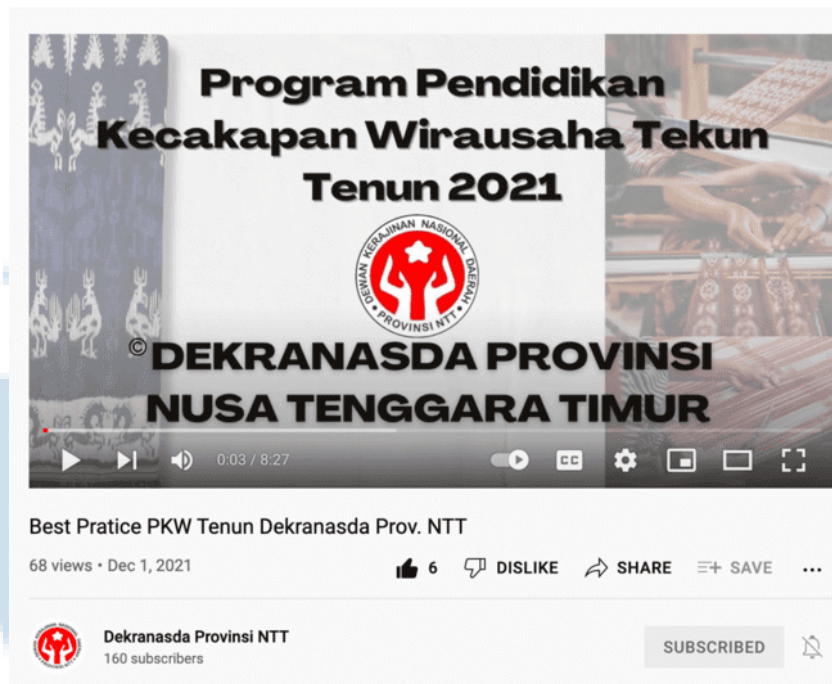 Program Pendidikan
Kecakapan Wirausaha Tekun
Tenun 2021
DEWAN KERAJINAN NASIONAL DAERAH
• PROVINSI NTT •
© DEKRANASDA PROVINSI
NUSA TENGGARA TIMUR
0:03 / 8:27
CC
Best Pratice PKW Tenun Dekranasda Prov. NTT
68 views • Dec 1, 2021
6 DISLIKE SHARE SAVE
Dekranasda Provinsi NTT
160 subscribers
SUBSCRIBED